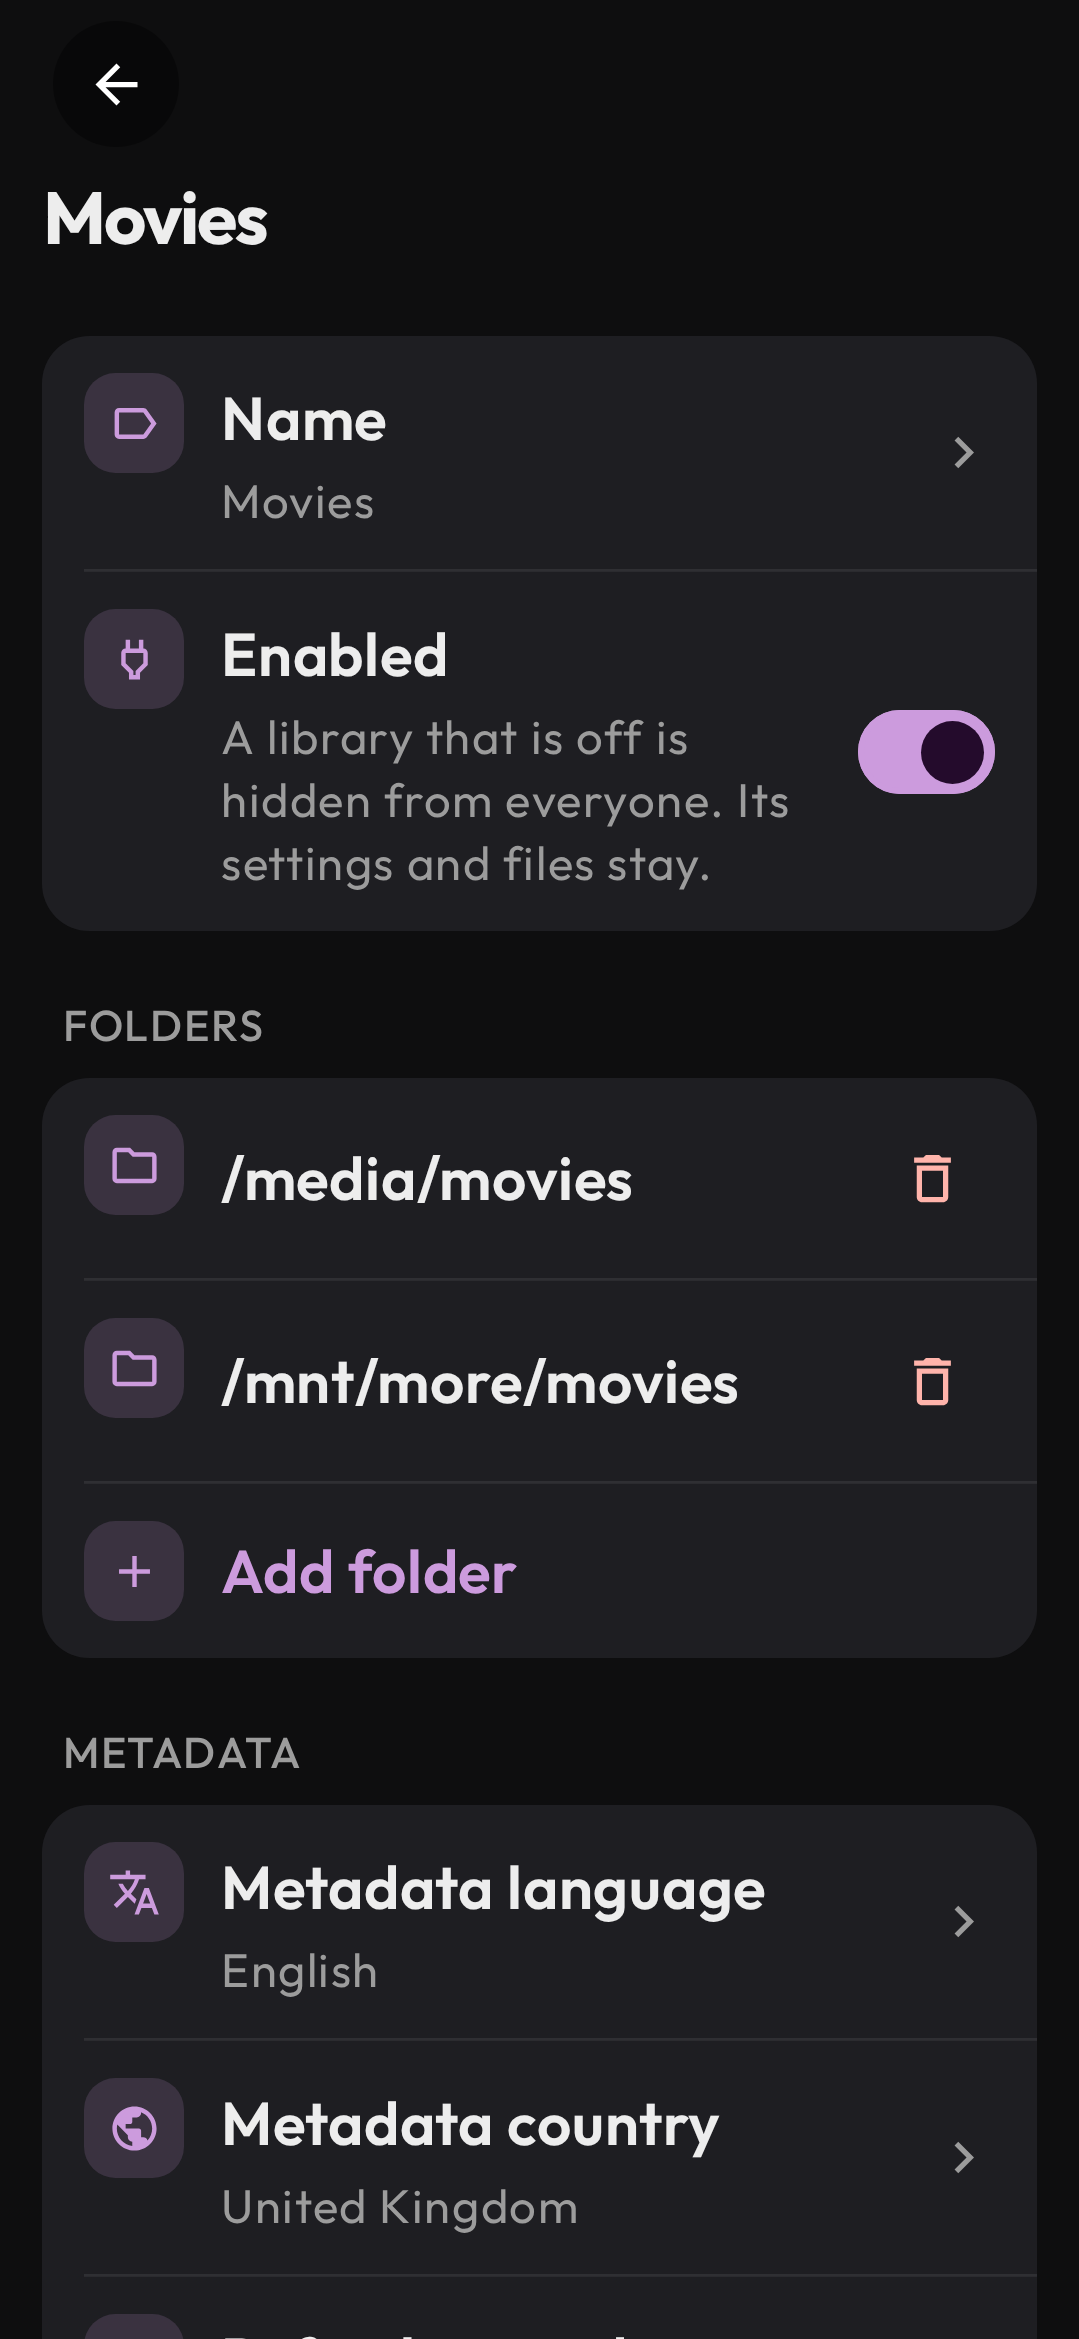 Movies
Name
Movies
Enabled
A library that is off is
hidden from everyone. Its
settings and files stay.
FOLDERS
/media/movies
/mnt/more/movies
Add folder
METADATA
Metadata language
English
Metadata country
United Kingdom